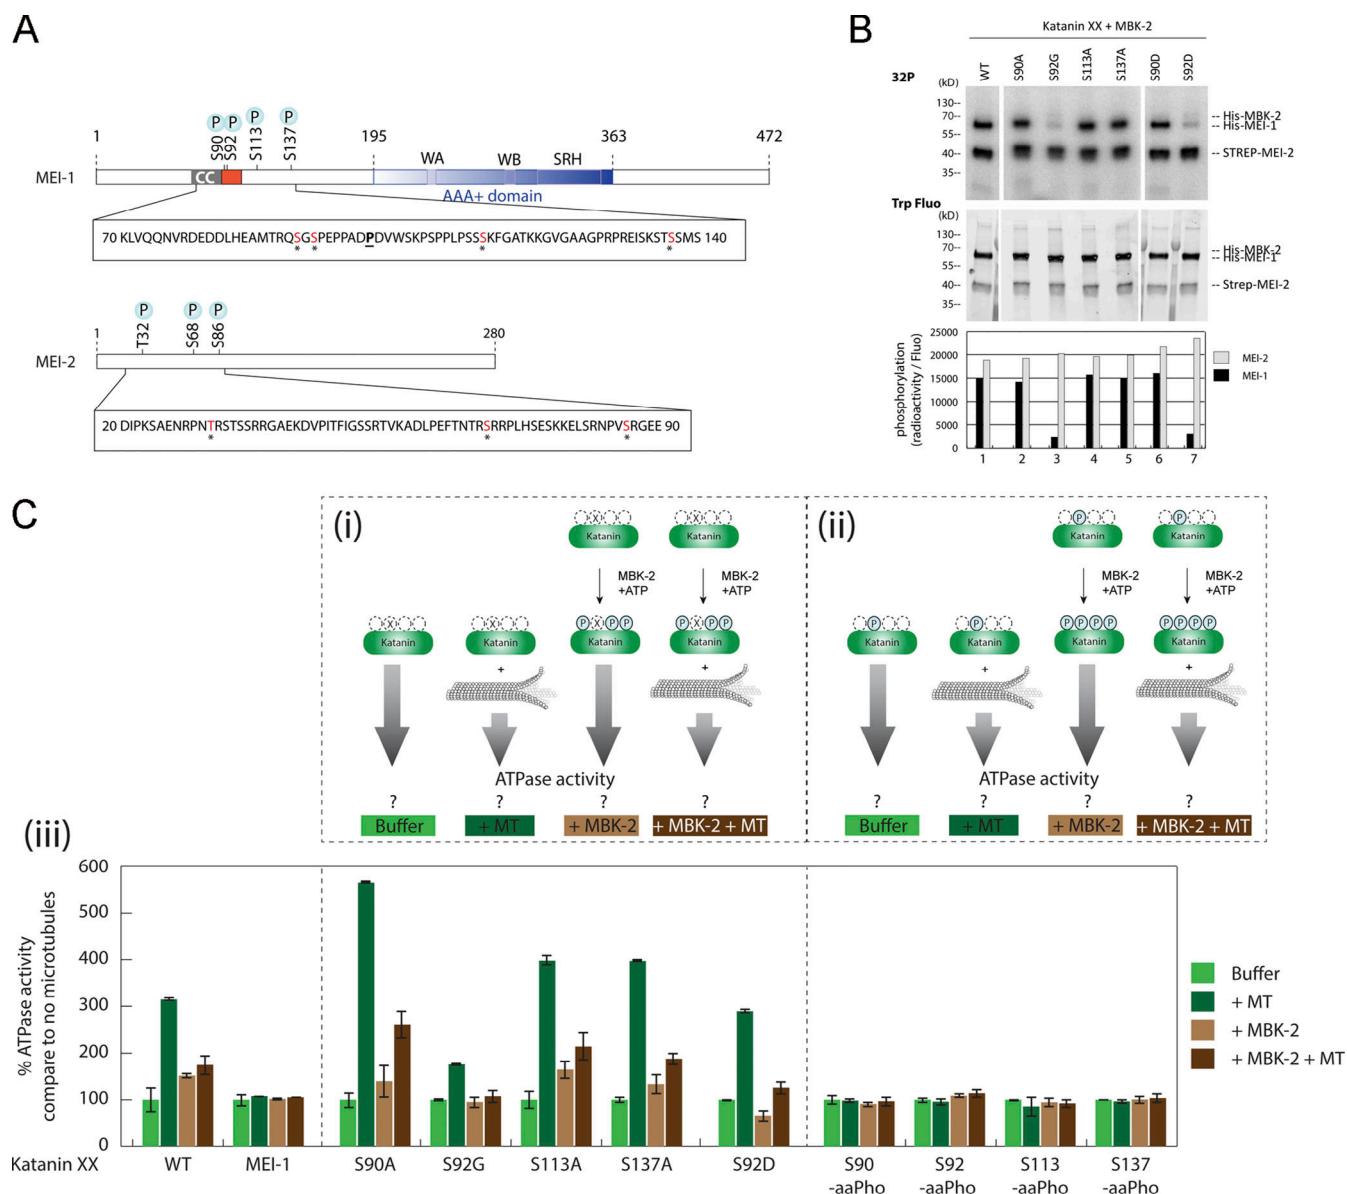 A
P P P P
1 S90 S92 S113 S137 195 363 472
WA WB SRH
MEI-1 CC
AAA+ domain
70 KLVQQNVRDEDDLHEAMTRQSGSPEPPADPDVWSKPSPPLPSSSKFGATKKGVGAAGPRPREISKSTSSMS 140
* * * *
P P P
1 T32 S68 S86 280
MEI-2
20 DIPKSAENRPNTRSTSSRRGAEKDVPITFIGSSRTVKADLPEFTNTRSRRPLHSESKKELSRNPVSRGEE 90
* * *
B
Katanin XX + MBK-2
WT S90A S92G S113A S137A S90D S92D
32P (kD)
130--
70--
55--
40--
35--
-- His-MBK-2
-- His-MEI-1
-- STREP-MEI-2
Trp Fluo
(kD)
130--
70--
55--
40--
35--
-- His-MBK-2
-- His-MEI-1
-- Strep-MEI-2
phosphorylation
(radioactivity / Fluo)
25000
20000
15000
10000
5000
0
1 2 3 4 5 6 7
MEI-2
MEI-1
C
(i)
X X
Katanin Katanin
MBK-2 MBK-2
+ATP +ATP
X X P X P P P X P P
Katanin Katanin Katanin Katanin
+ +
ATPase activity
? ? ? ?
Buffer + MT + MBK-2 + MBK-2 + MT
(ii)
P P
Katanin Katanin
MBK-2 MBK-2
+ATP +ATP
P P P P P P P P P P
Katanin Katanin Katanin Katanin
+ +
ATPase activity
? ? ? ?
Buffer + MT + MBK-2 + MBK-2 + MT
(iii)
% ATPase activity
compare to no microtubules
600
500
400
300
200
100
0
Buffer
+ MT
+ MBK-2
+ MBK-2 + MT
Katanin XX WT MEI-1 S90A S92G S113A S137A S92D S90 S92 S113 S137
-aaPho -aaPho -aaPho -aaPho